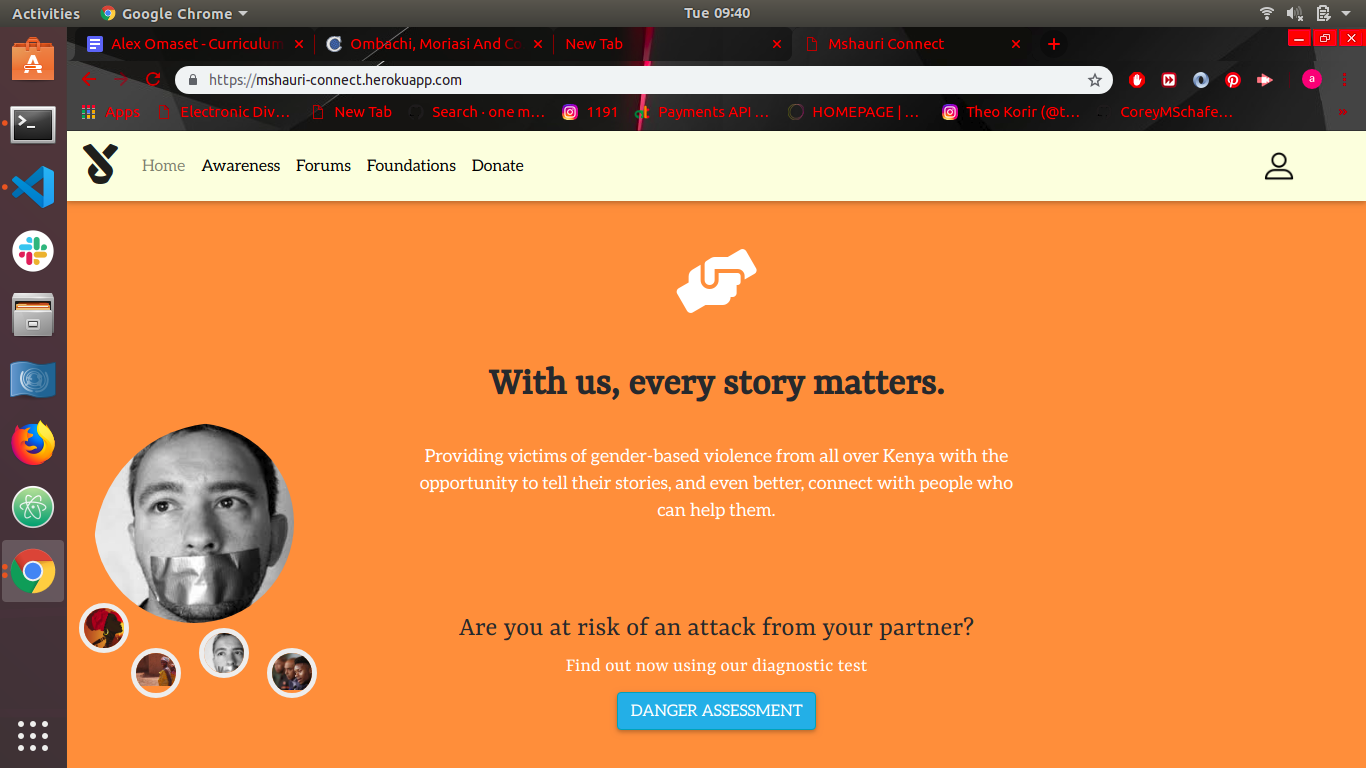 Activities
Google Chrome
Tue 09:40
Alex Omaset - Curriculum
Ombachi, Moriasi And Co
New Tab
Mshauri Connect
https://mshauri-connect.herokuapp.com
a
Apps
Electronic Div…
New Tab
Search · one m…
1191
Payments API …
HOMEPAGE | …
Theo Korir (@t…
CoreyMSchafe…
»
Home
Awareness
Forums
Foundations
Donate
With us, every story matters.
Providing victims of gender-based violence from all over Kenya with the
opportunity to tell their stories, and even better, connect with people who
can help them.
Are you at risk of an attack from your partner?
Find out now using our diagnostic test
DANGER ASSESSMENT